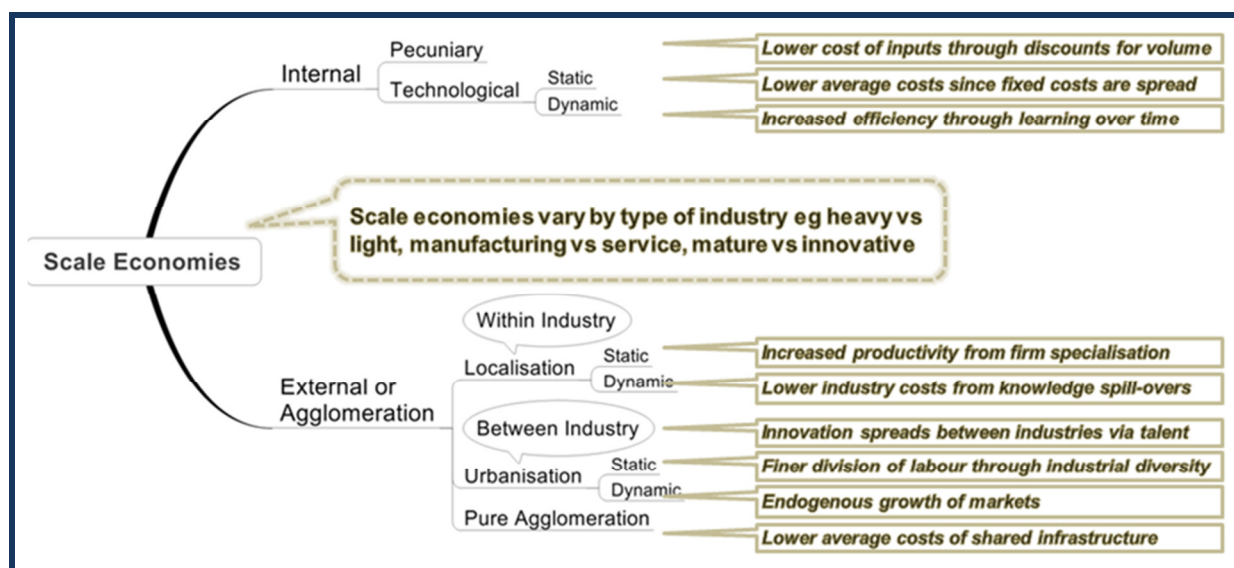 Pecuniary
Lower cost of inputs through discounts for volume
Internal
Static
Technological
Lower average costs since fixed costs are spread
Dynamic
Increased efficiency through learning over time
Scale economies vary by type of industry eg heavy vs
light, manufacturing vs service, mature vs innovative
Scale Economies
Within Industry
Static
Increased productivity from firm specialisation
Localisation
Dynamic
Lower industry costs from knowledge spill-overs
External or
Agglomeration
Between Industry
Innovation spreads between industries via talent
Static
Finer division of labour through industrial diversity
Urbanisation
Dynamic
Endogenous growth of markets
Pure Agglomeration
Lower average costs of shared infrastructure